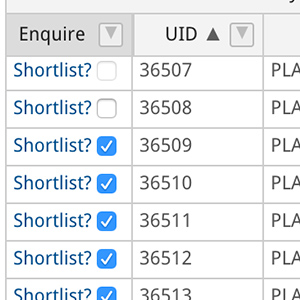 Enquire UID ▲
Shortlist? 36507 PLA
Shortlist? 36508 PLA
Shortlist? 36509 PLA
Shortlist? 36510 PLA
Shortlist? 36511 PLA
Shortlist? 36512 PLA
Shortlist? 36513 PLA